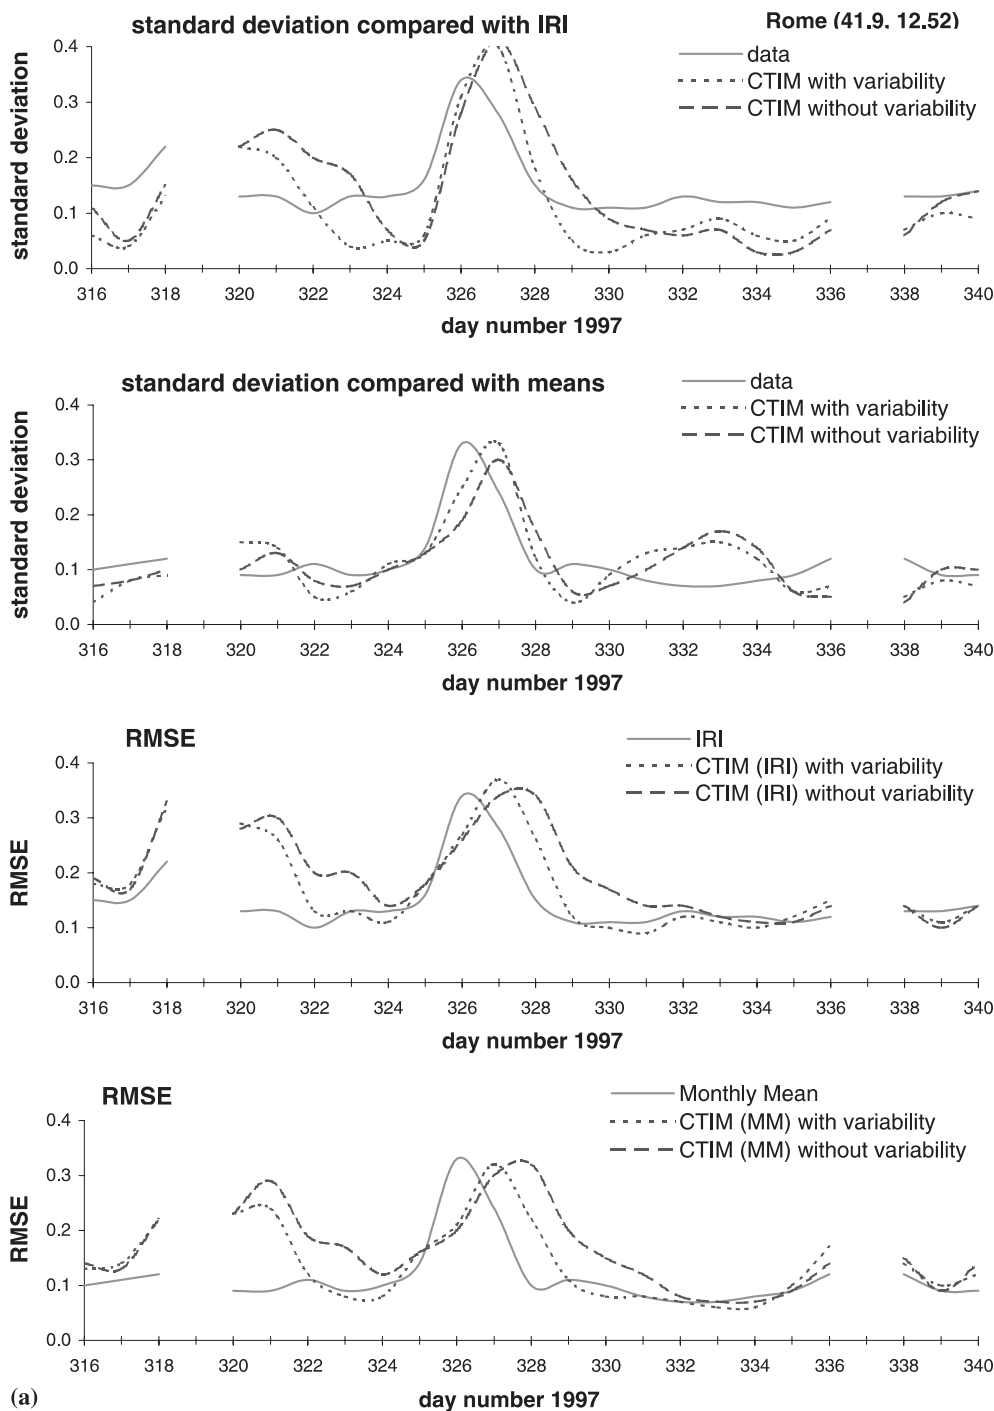 standard deviation compared with IRI
Rome (41.9, 12.52)
data
CTIM with variability
CTIM without variability
standard deviation
0.4
0.3
0.2
0.1
0.0
316 318 320 322 324 326 328 330 332 334 336 338 340
day number 1997
standard deviation compared with means
data
CTIM with variability
CTIM without variability
standard deviation
0.4
0.3
0.2
0.1
0.0
316 318 320 322 324 326 328 330 332 334 336 338 340
day number 1997
RMSE
IRI
CTIM (IRI) with variability
CTIM (IRI) without variability
RMSE
0.4
0.3
0.2
0.1
0.0
316 318 320 322 324 326 328 330 332 334 336 338 340
day number 1997
RMSE
Monthly Mean
CTIM (MM) with variability
CTIM (MM) without variability
RMSE
0.4
0.3
0.2
0.1
0.0
316 318 320 322 324 326 328 330 332 334 336 338 340
(a)
day number 1997